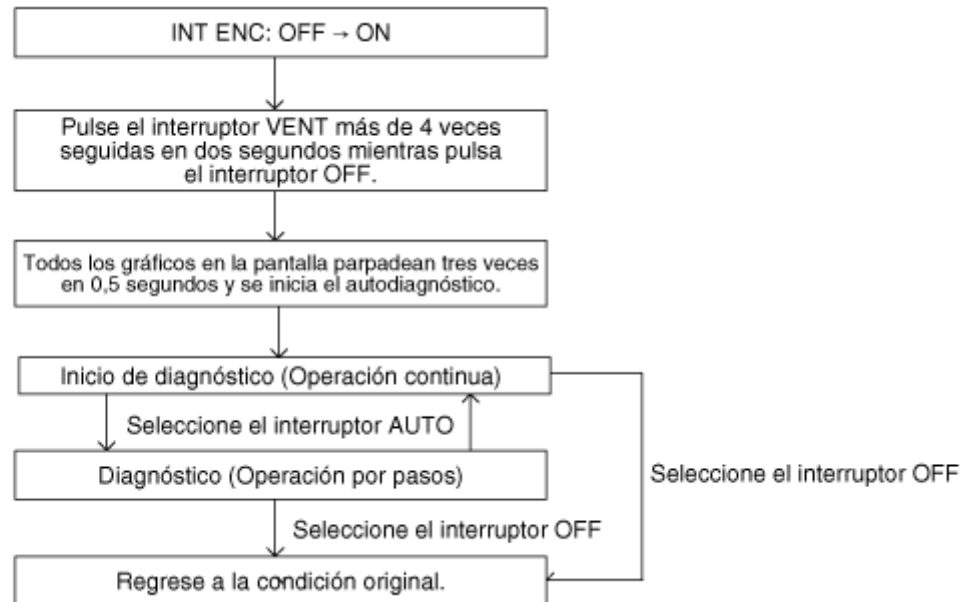 INT ENC: OFF → ON
Pulse el interruptor VENT más de 4 veces
seguidas en dos segundos mientras pulsa
el interruptor OFF.
Todos los gráficos en la pantalla parpadean tres veces
en 0,5 segundos y se inicia el autodiagnóstico.
Inicio de diagnóstico (Operación continua)
Seleccione el interruptor AUTO
Diagnóstico (Operación por pasos)
Seleccione el interruptor OFF
Seleccione el interruptor OFF
Regrese a la condición original.